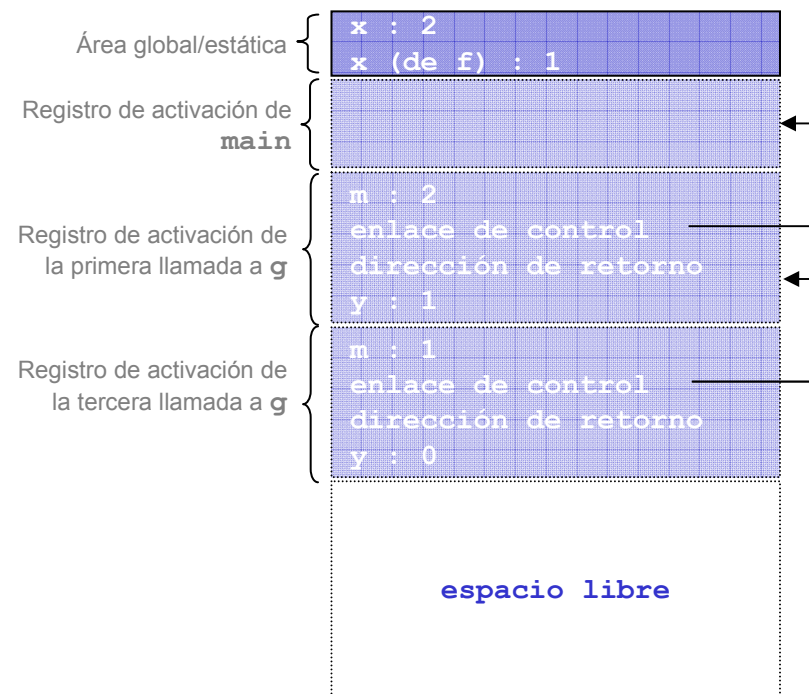 Área global/estática
x : 2
x (de f) : 1
Registro de activación de
main
Registro de activación de
la primera llamada a g
m : 2
enlace de control
dirección de retorno
y : 1
Registro de activación de
la tercera llamada a g
m : 1
enlace de control
dirección de retorno
y : 0
espacio libre